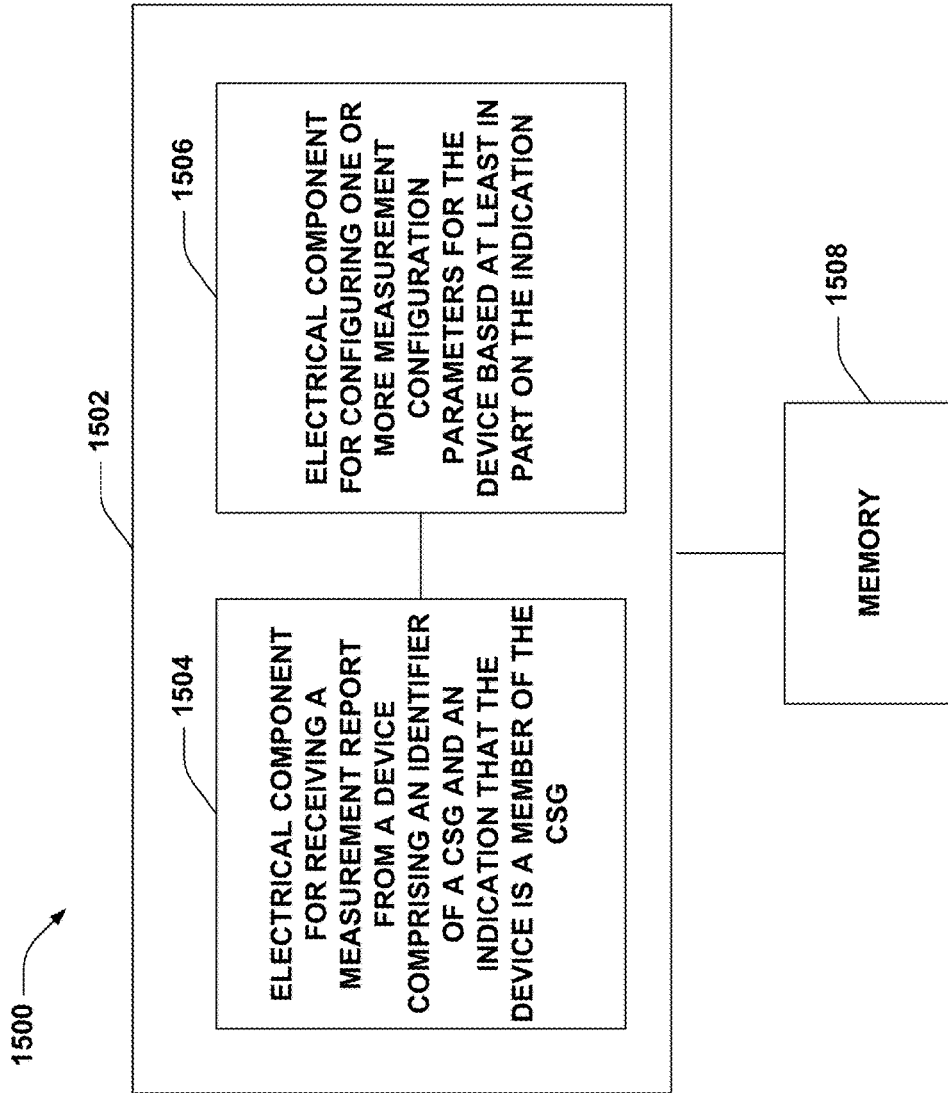 1500
1502
1504
ELECTRICAL COMPONENT
FOR RECEIVING A
MEASUREMENT REPORT
FROM A DEVICE
COMPRISING AN IDENTIFIER
OF A CSG AND AN
INDICATION THAT THE
DEVICE IS A MEMBER OF THE
CSG
1506
ELECTRICAL COMPONENT
FOR CONFIGURING ONE OR
MORE MEASUREMENT
CONFIGURATION
PARAMETERS FOR THE
DEVICE BASED AT LEAST IN
PART ON THE INDICATION
1508
MEMORY